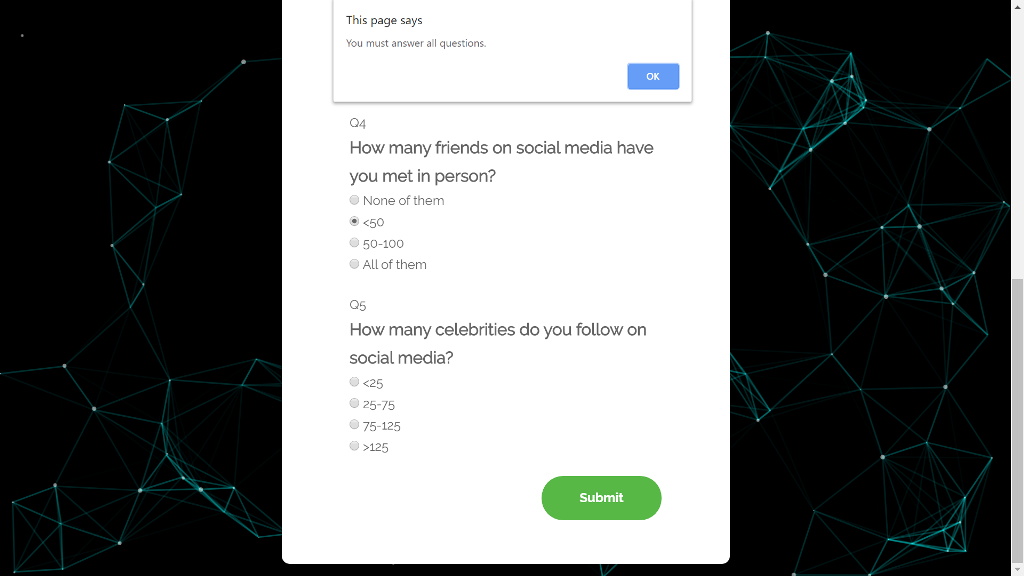 This page says
You must answer all questions.
OK
Q4
How many friends on social media have
you met in person?
None of them
<50
50-100
All of them
Q5
How many celebrities do you follow on
social media?
<25
25-75
75-125
>125
Submit